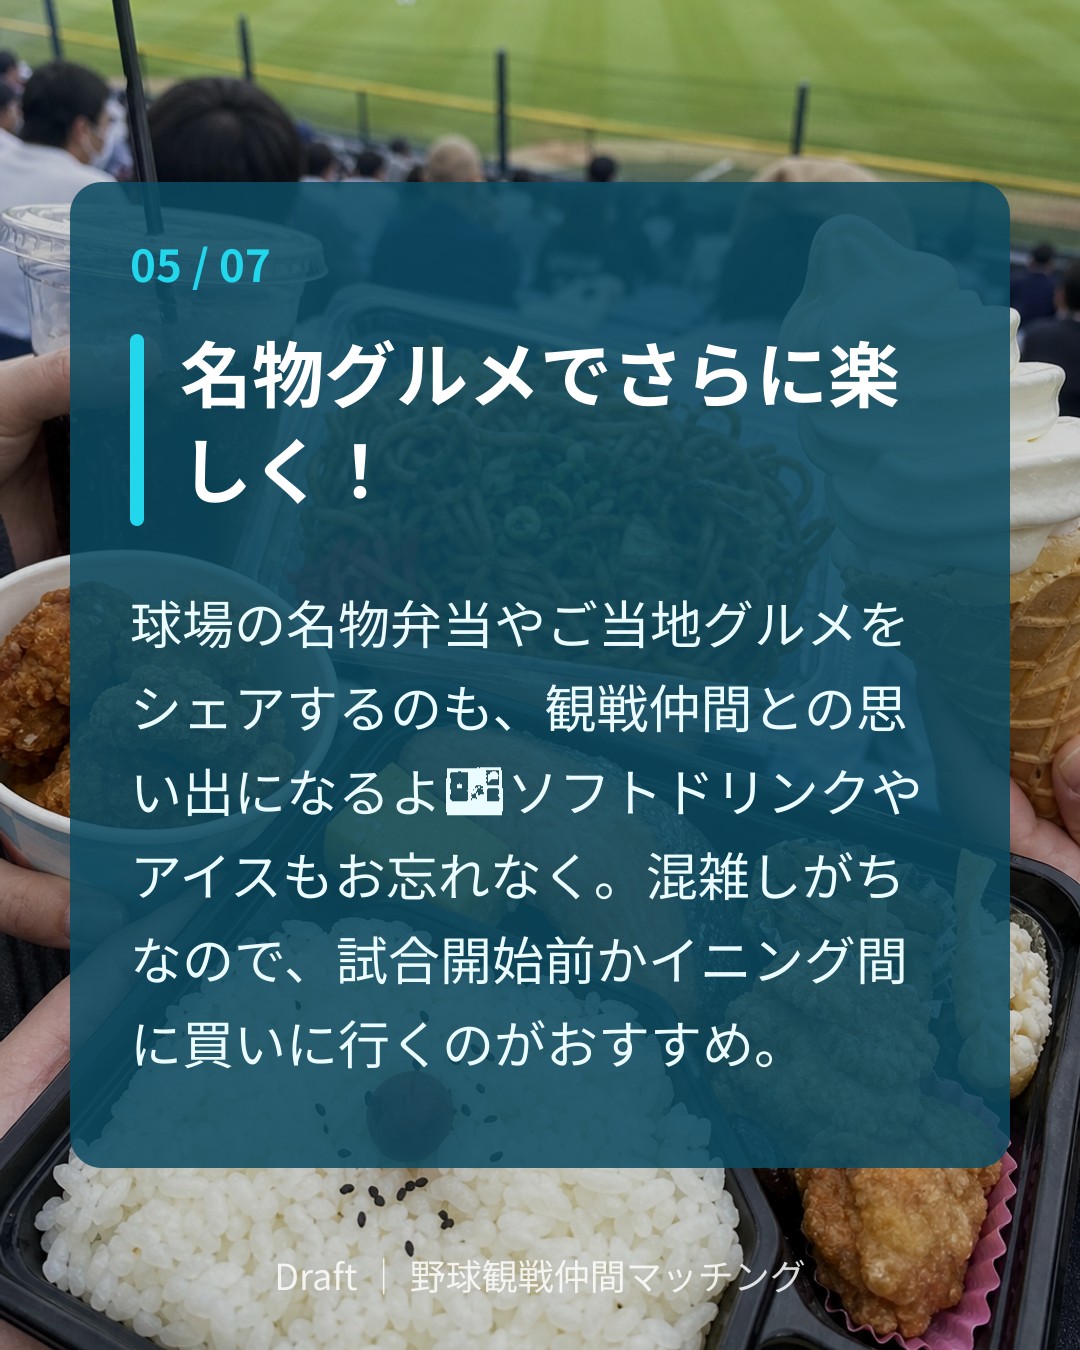 05 / 07
名物グルメでさらに楽
しく！
球場の名物弁当やご当地グルメを
シェアするのも、観戦仲間との思
い出になるよ🍱ソフトドリンクや
アイスもお忘れなく。混雑しがち
なので、試合開始前かイニング間
に買いに行くのがおすすめ。
Draft ｜ 野球観戦仲間マッチング